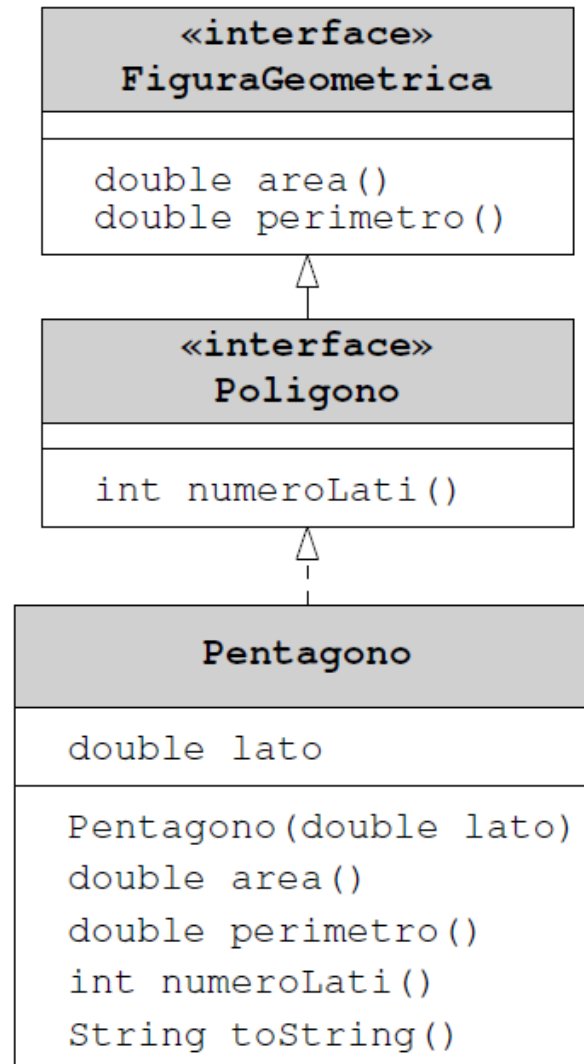 «interface»
FiguraGeometrica
double area()
double perimetro()
«interface»
Poligono
int numeroLati()
Pentagono
double lato
Pentagono(double lato)
double area()
double perimetro()
int numeroLati()
String toString()